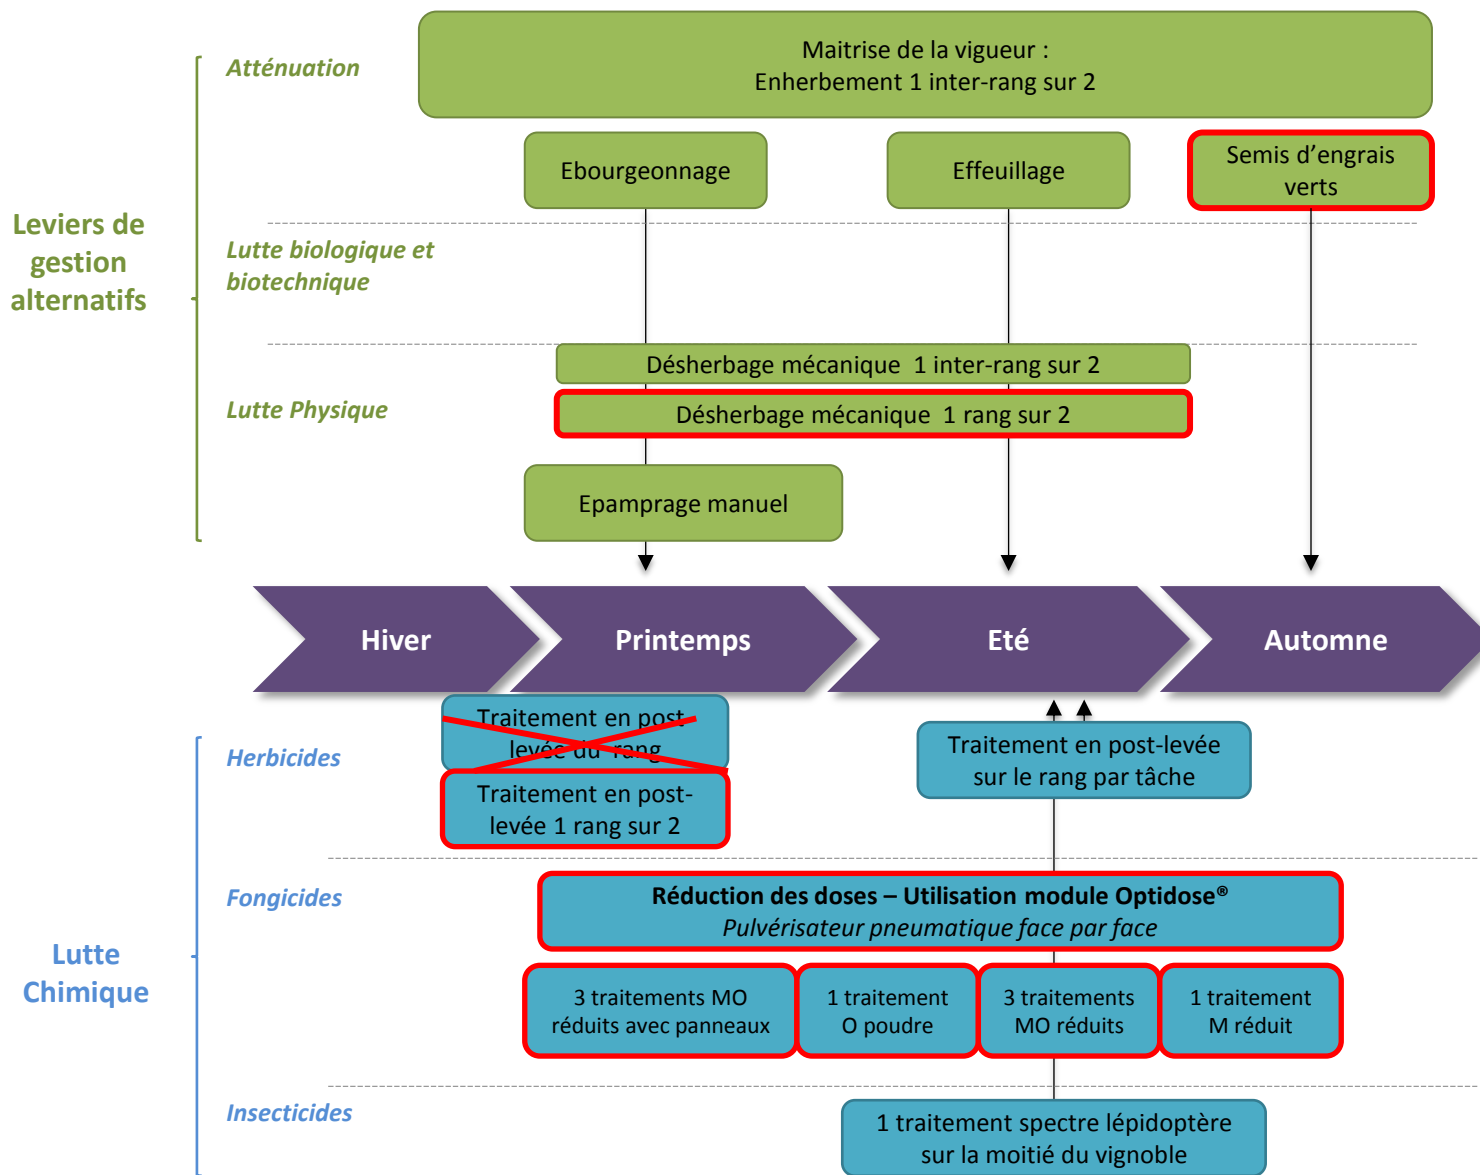 Atténuation
Maitrise de la vigueur :
Enherbement 1 inter-rang sur 2
Ebourgeonnage
Effeuillage
Semis d'engrais
verts
Leviers de
gestion
alternatifs
Lutte biologique et
biotechnique
Désherbage mécanique 1 inter-rang sur 2
Lutte Physique
Désherbage mécanique 1 rang sur 2
Epamprage manuel
Hiver
Printemps
Eté
Automne
Herbicides
Traitement en post-
levée du rang
Traitement en post-
levée 1 rang sur 2
Traitement en post-levée
sur le rang par tâche
Fongicides
Réduction des doses – Utilisation module Optidose®
Pulvérisateur pneumatique face par face
Lutte
Chimique
3 traitements MO
réduits avec panneaux
1 traitement
O poudre
3 traitements
MO réduits
1 traitement
M réduit
Insecticides
1 traitement spectre lépidoptère
sur la moitié du vignoble